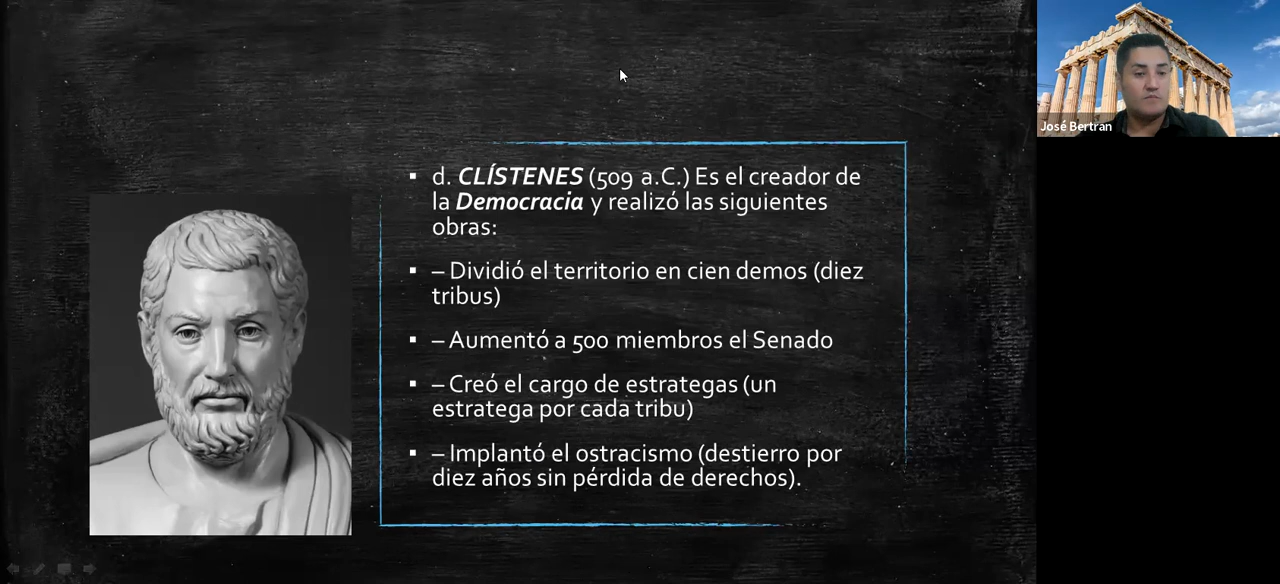 d. CLÍSTENES (509 a.C.) Es el creador de
la Democracia y realizó las siguientes
obras:
– Dividió el territorio en cien demos (diez
tribus)
– Aumentó a 500 miembros el Senado
– Creó el cargo de estrategas (un
estratega por cada tribu)
– Implantó el ostracismo (destierro por
diez años sin pérdida de derechos).
José Bertran